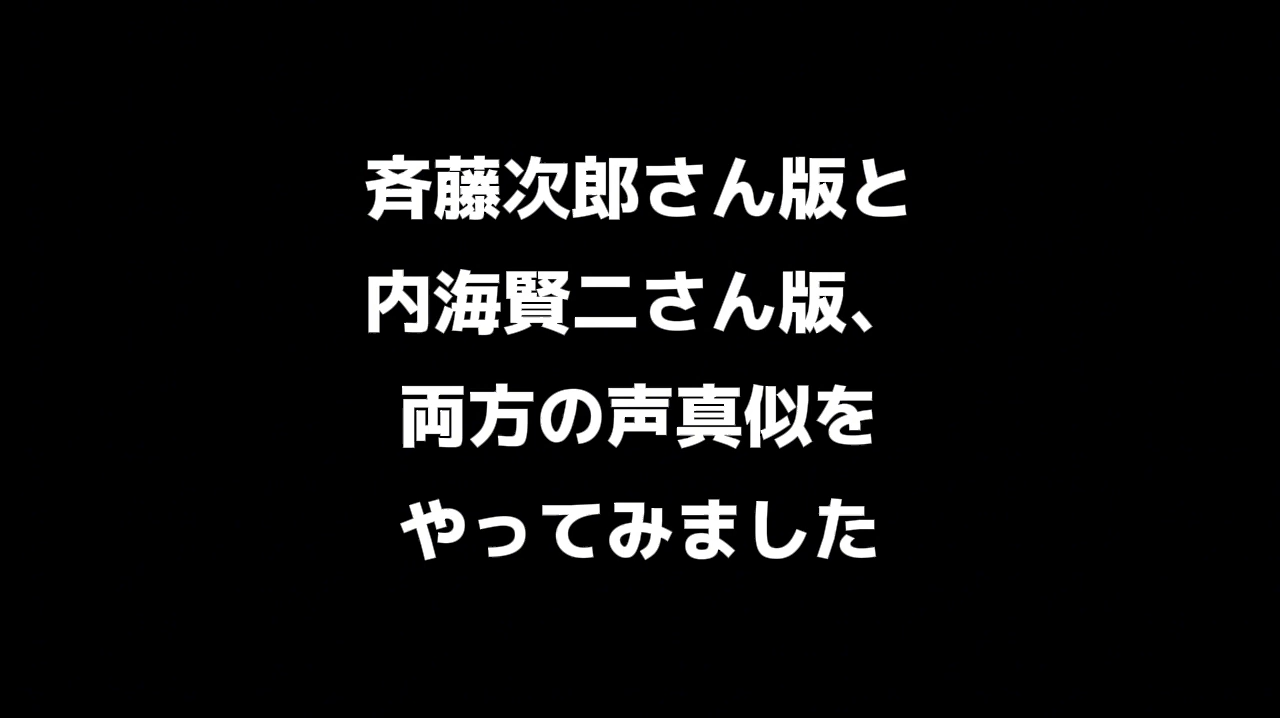 斉藤次郎さん版と
内海賢二さん版、
両方の声真似を
やってみました